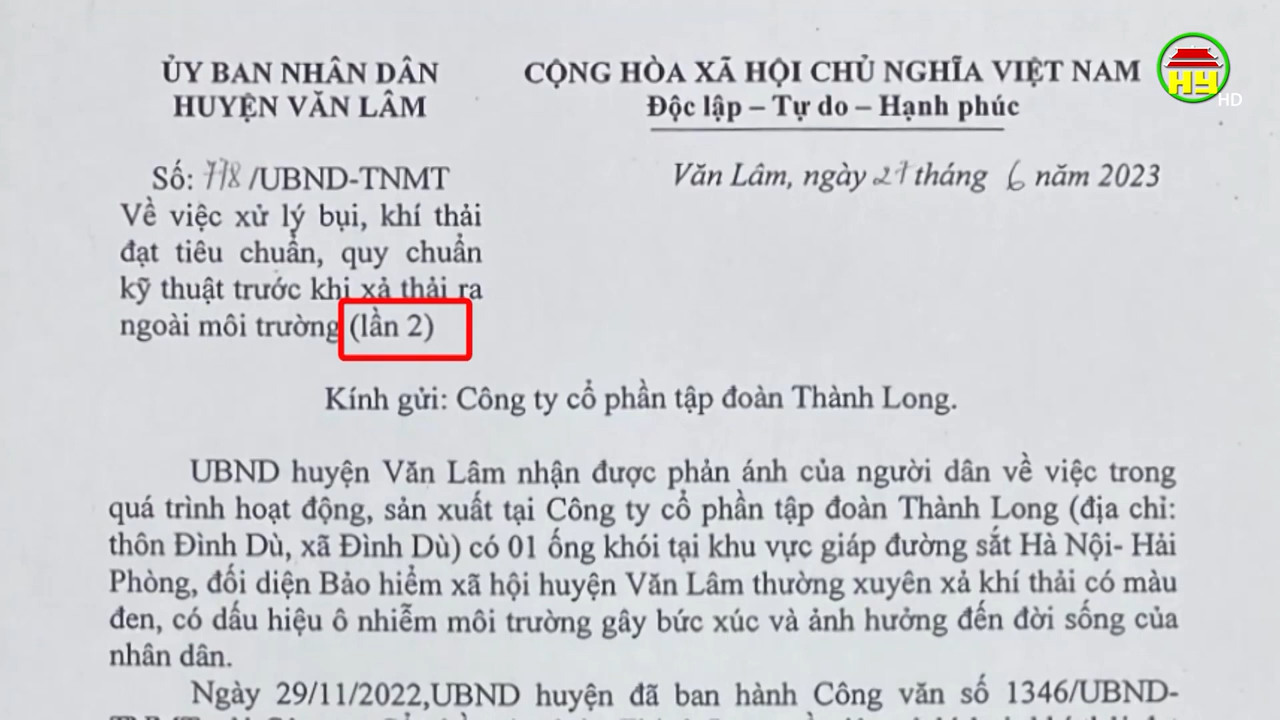 HY
HD
ỦY BAN NHÂN DÂN
HUYỆN VĂN LÂM
CỘNG HÒA XÃ HỘI CHỦ NGHĨA VIỆT NAM
Độc lập – Tự do – Hạnh phúc
Số: 778/UBND-TNMT
Về việc xử lý bụi, khí thải
đạt tiêu chuẩn, quy chuẩn
kỹ thuật trước khi xả thải ra
ngoài môi trường (lần 2)
Văn Lâm, ngày 27 tháng 6 năm 2023
Kính gửi: Công ty cổ phần tập đoàn Thành Long.
UBND huyện Văn Lâm nhận được phản ánh của người dân về việc trong
quá trình hoạt động, sản xuất tại Công ty cổ phần tập đoàn Thành Long (địa chỉ:
thôn Đình Dù, xã Đình Dù) có 01 ống khói tại khu vực giáp đường sắt Hà Nội- Hải
Phòng, đối diện Bảo hiểm xã hội huyện Văn Lâm thường xuyên xả khí thải có màu
đen, có dấu hiệu ô nhiễm môi trường gây bức xúc và ảnh hưởng đến đời sống của
nhân dân.
Ngày 29/11/2022,UBND huyện đã ban hành Công văn số 1346/UBND-